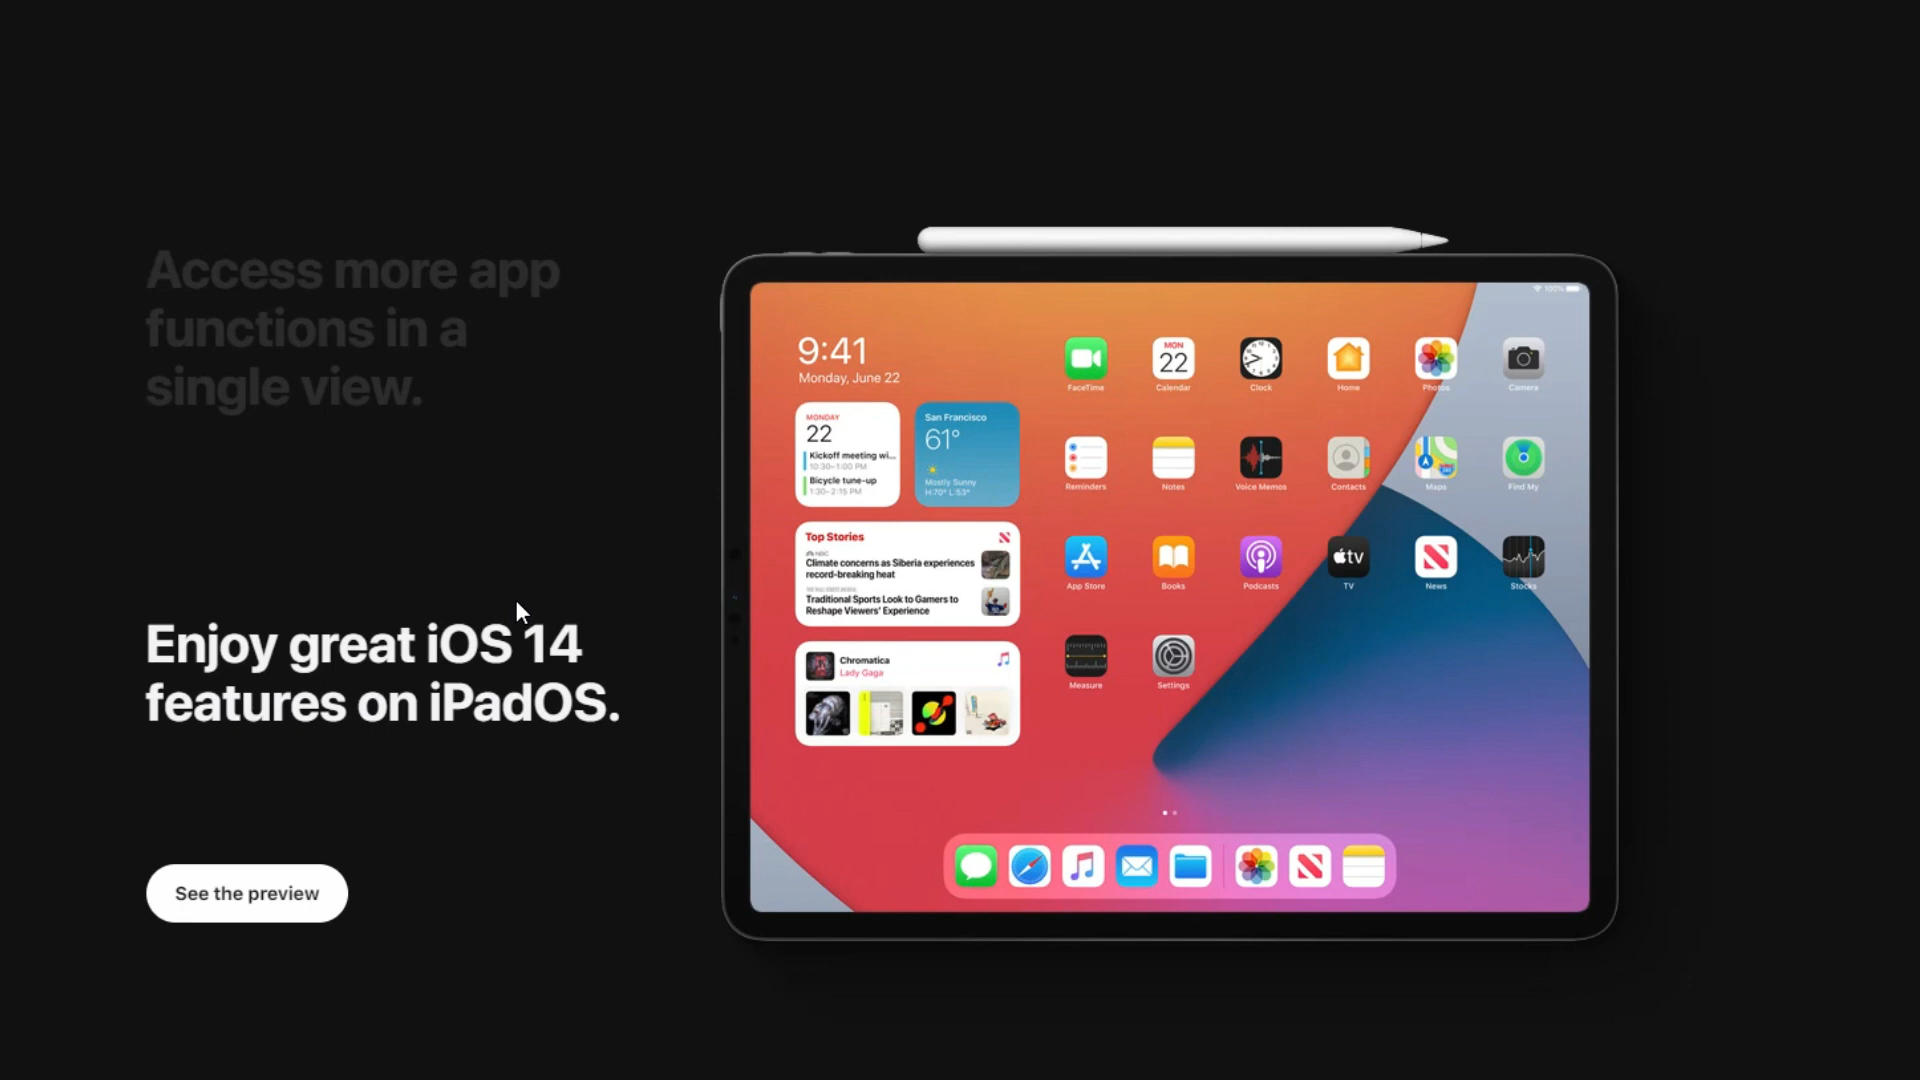 Access more app
functions in a
single view.
Enjoy great iOS 14
features on iPadOS.
See the preview
100%
9:41
Monday, June 22
MONDAY
22
Kickoff meeting wi...
10:30–1:00 PM
Bicycle tune-up
1:30–2:15 PM
San Francisco
61°
Mostly Sunny
H:70° L:53°
Top Stories
NBC
Climate concerns as Siberia experiences
record-breaking heat
Traditional Sports Look to Gamers to
Reshape Viewers' Experience
Chromatica
Lady Gaga
MON
22
FaceTime
Calendar
Clock
Home
Photos
Camera
Reminders
Notes
Voice Memos
Contacts
Maps
Find My
tv
App Store
Books
Podcasts
TV
News
Stocks
Measure
Settings